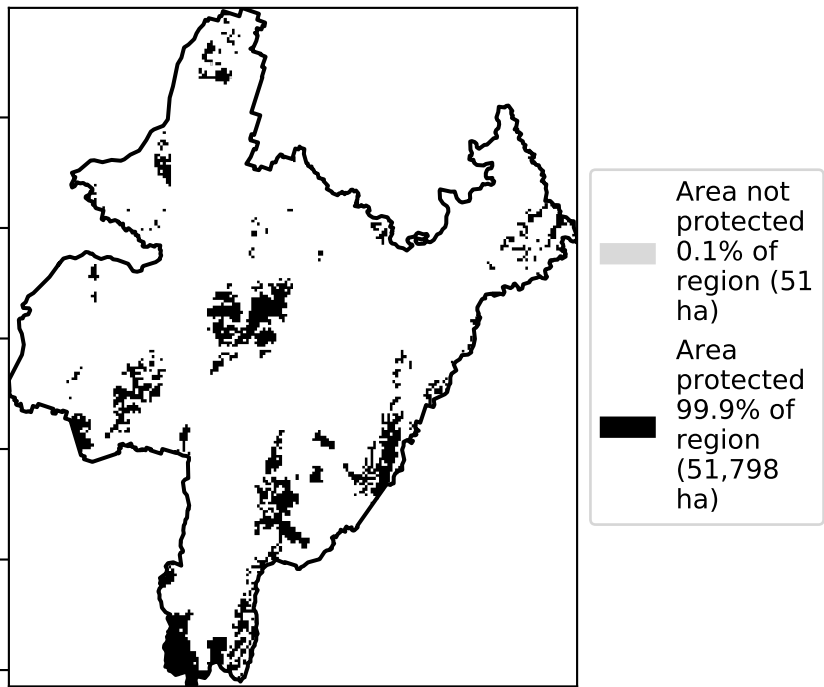 Area not
protected
0.1% of
region (51
ha)
Area
protected
99.9% of
region
(51,798
ha)